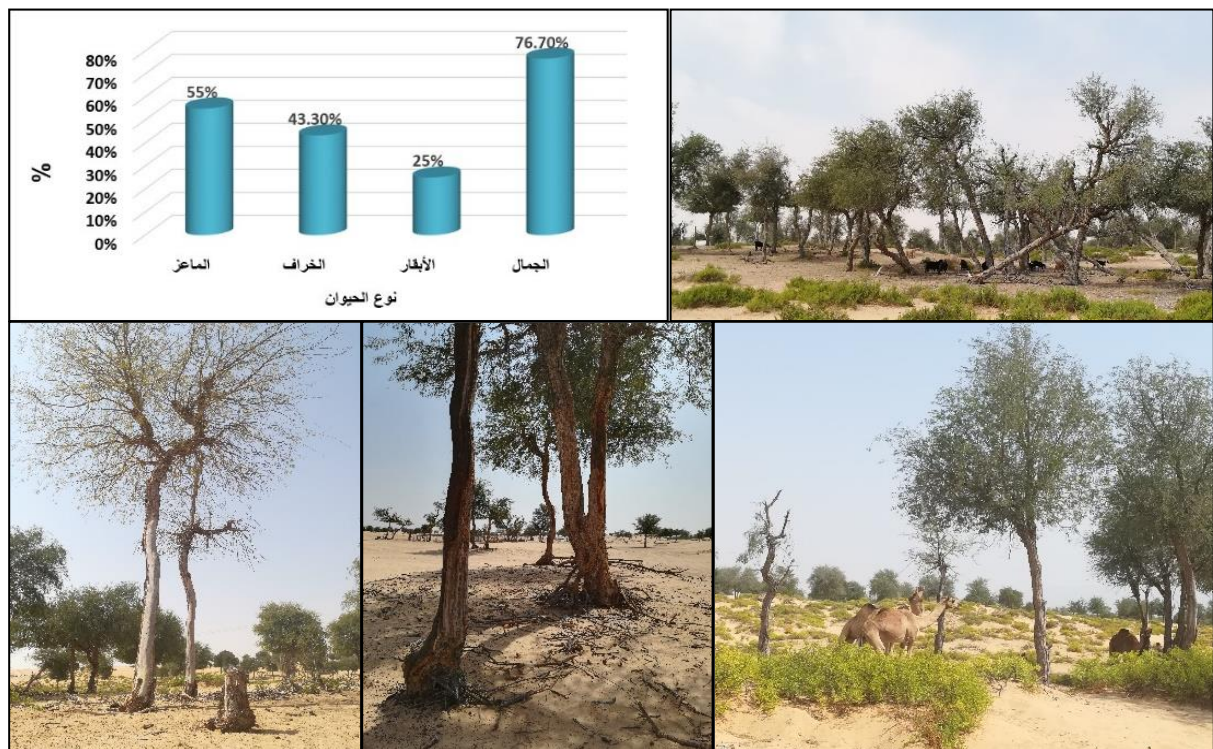 80%
70%
60%
50%
40%
30%
20%
10%
0%
%
55%
43.30%
25%
76.70%
الماعز
الخراف
الأبقار
الجمال
نوع الحيوان